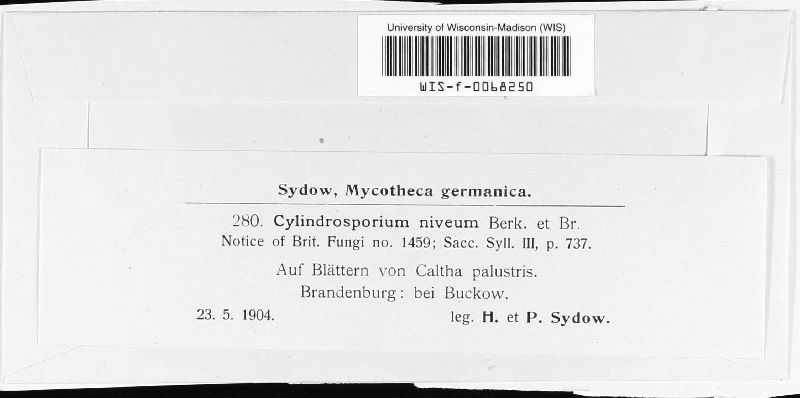 University of Wisconsin-Madison (WIS)
WIS-f-0068250
Sydow, Mycotheca germanica.
280. Cylindrosporium niveum Berk. et Br.
Notice of Brit. Fungi no. 1459; Sacc. Syll. III, p. 737.
Auf Blättern von Caltha palustris.
Brandenburg: bei Buckow.
23. 5. 1904. leg. H. et P. Sydow.